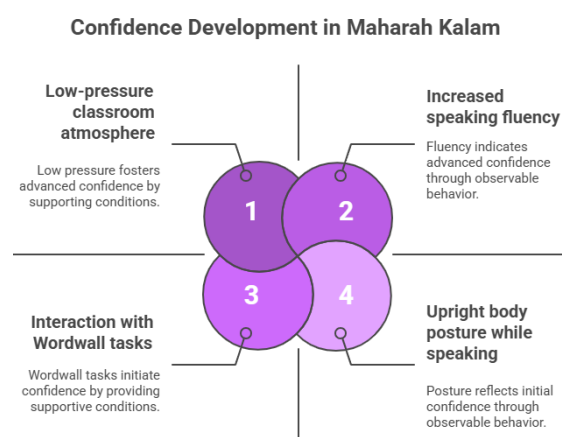 Confidence Development in Maharah Kalam
Low-pressure
classroom
atmosphere
Low pressure fosters
advanced confidence by
supporting conditions.
1
2
Increased
speaking fluency
Fluency indicates
advanced confidence
through observable
behavior.
Interaction with
Wordwall tasks
Wordwall tasks initiate
confidence by providing
supportive conditions.
3
4
Upright body
posture while
speaking
Posture reflects initial
confidence through
observable behavior.